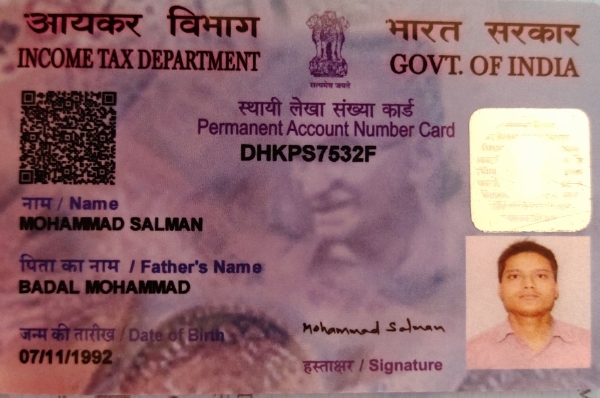 आयकर विभाग
INCOME TAX DEPARTMENT
सत्यमेव जयते
भारत सरकार
GOVT. OF INDIA
स्थायी लेखा संख्या कार्ड
Permanent Account Number Card
DHKPS7532F
नाम / Name
MOHAMMAD SALMAN
पिता का नाम / Father's Name
BADAL MOHAMMAD
जन्म की तारीख / Date of Birth
07/11/1992
Mohammad Salman
हस्ताक्षर / Signature